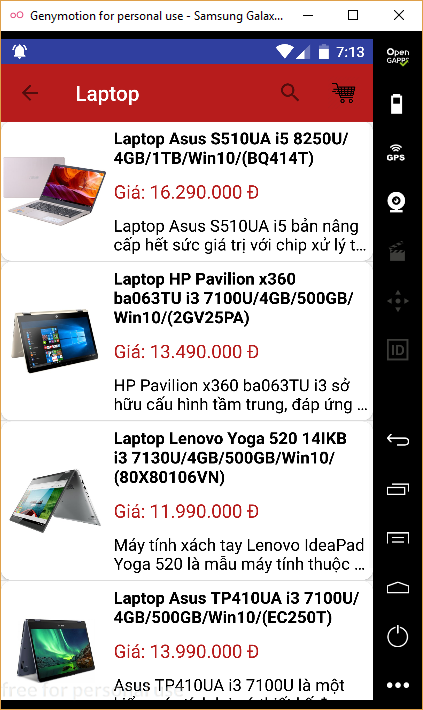 Genymotion for personal use - Samsung Galax...
7:13
Open
GAPPS
Laptop
GPS
Laptop Asus S510UA i5 8250U/
4GB/1TB/Win10/(BQ414T)
Giá: 16.290.000 Đ
Laptop Asus S510UA i5 bản nâng
cấp hết sức giá trị với chip xử lý t...
Laptop HP Pavilion x360
ba063TU i3 7100U/4GB/500GB/
Win10/(2GV25PA)
Giá: 13.490.000 Đ
HP Pavilion x360 ba063TU i3 sở
hữu cấu hình tầm trung, đáp ứng ...
ID
Laptop Lenovo Yoga 520 14IKB
i3 7130U/4GB/500GB/Win10/
(80X80106VN)
Giá: 11.990.000 Đ
Máy tính xách tay Lenovo IdeaPad
Yoga 520 là mẫu máy tính thuộc ...
Laptop Asus TP410UA i3 7100U/
4GB/500GB/Win10/(EC250T)
Giá: 13.990.000 Đ
Asus TP410UA i3 7100U là một
free for personal use